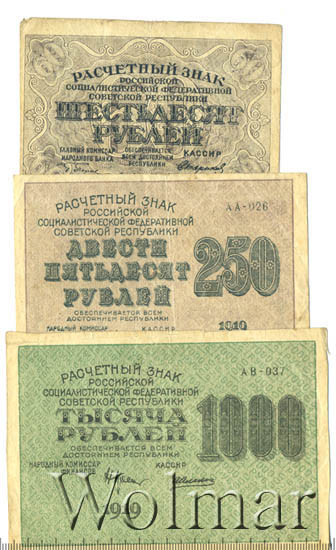 РАСЧЕТНЫЙ ЗНАК
РОССИЙСКОЙ
СОЦИАЛИСТИЧЕСКОЙ ФЕДЕРАТИВНОЙ
СОВЕТСКОЙ РЕСПУБЛИКИ
ШЕСТЬДЕСЯТ
РУБЛЕЙ
ГЛАВНЫЙ КОМИССАР
НАРОДНОГО БАНКА
ОБЕСПЕЧИВАЕТСЯ
ВСЕМ ДОСТОЯНИЕМ
РЕСПУБЛИКИ
КАССИР
РАСЧЕТНЫЙ ЗНАК
РОССИЙСКОЙ
СОЦИАЛИСТИЧЕСКОЙ ФЕДЕРАТИВНОЙ
СОВЕТСКОЙ РЕСПУБЛИКИ
АА-026
ДВЕСТИ
ПЯТЬДЕСЯТ
РУБЛЕЙ
250
ОБЕСПЕЧИВАЕТСЯ ВСЕМ
ДОСТОЯНИЕМ РЕСПУБЛИКИ
НАРОДНЫЙ КОМИССАР
КАССИР
1919
РАСЧЕТНЫЙ ЗНАК
РОССИЙСКОЙ
СОЦИАЛИСТИЧЕСКОЙ ФЕДЕРАТИВНОЙ
СОВЕТСКОЙ РЕСПУБЛИКИ
АВ-037
ТЫСЯЧА
РУБЛЕЙ
1000
ОБЕСПЕЧИВАЕТСЯ ВСЕМ
ДОСТОЯНИЕМ РЕСПУБЛИКИ
НАРОДНЫЙ КОМИССАР
ФИНАНСОВ
КАССИР
1919
Wolmar